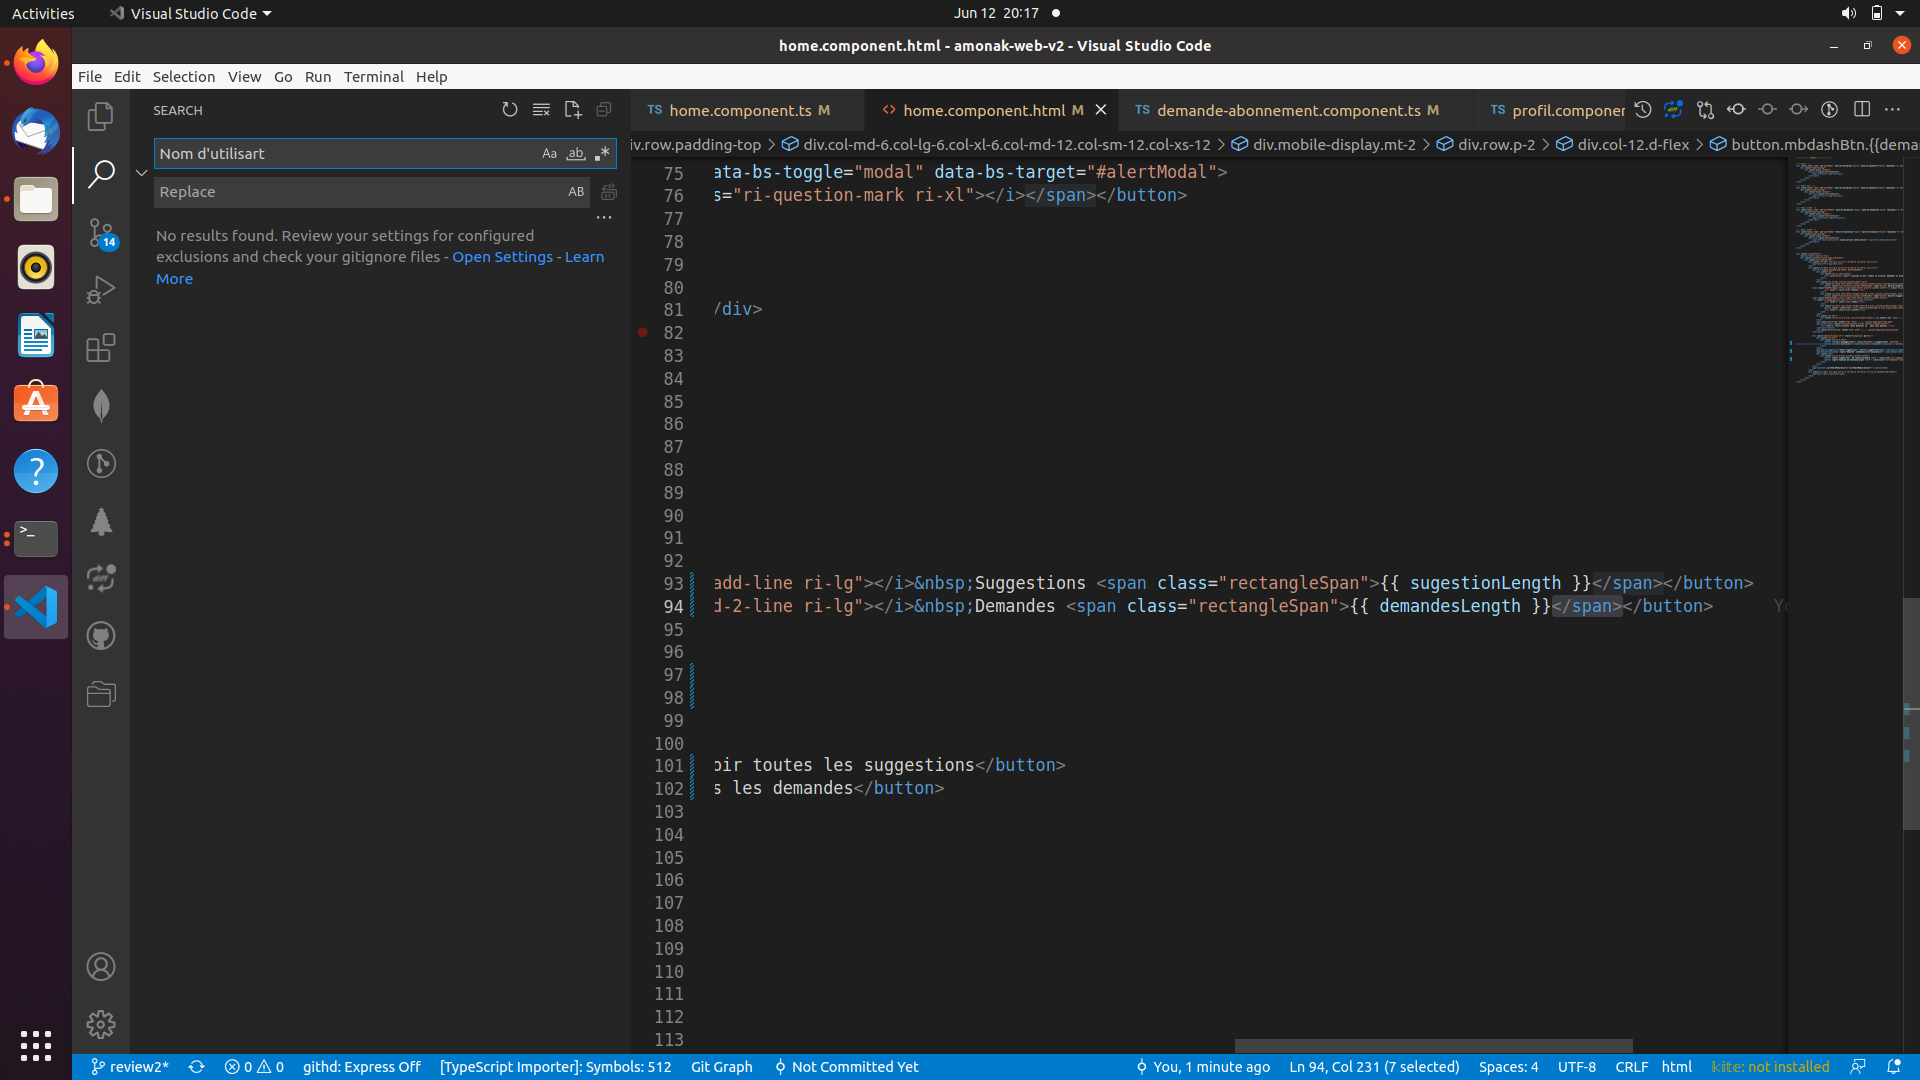 Activities
Visual Studio Code
Jun 12 20:17
home.component.html - amonak-web-v2 - Visual Studio Code
File Edit Selection View Go Run Terminal Help
SEARCH
Nom d'utilisart
Aa ab
Replace
AB
No results found. Review your settings for configured
exclusions and check your gitignore files - Open Settings - Learn
More
14
TS home.component.ts M
<> home.component.html M
TS demande-abonnement.component.ts M
TS profil.componen
iv.row.padding-top > div.col-md-6.col-lg-6.col-xl-6.col-md-12.col-sm-12.col-xs-12 > div.mobile-display.mt-2 > div.row.p-2 > div.col-12.d-flex > button.mbdashBtn.{{dema
75 ata-bs-toggle="modal" data-bs-target="#alertModal">
76 s="ri-question-mark ri-xl"></i></span></button>
77
78
79
80
81 /div>
82
83
84
85
86
87
88
89
90
91
92
93 add-line ri-lg"></i>&nbsp;Suggestions <span class="rectangleSpan">{{ sugestionLength }}</span></button>
94 d-2-line ri-lg"></i>&nbsp;Demandes <span class="rectangleSpan">{{ demandesLength }}</span></button> Yo
95
96
97
98
99
100
101 oir toutes les suggestions</button>
102 s les demandes</button>
103
104
105
106
107
108
109
110
111
112
113
review2* 0 0 githd: Express Off [TypeScript Importer]: Symbols: 512 Git Graph Not Committed Yet You, 1 minute ago Ln 94, Col 231 (7 selected) Spaces: 4 UTF-8 CRLF html kite: not installed